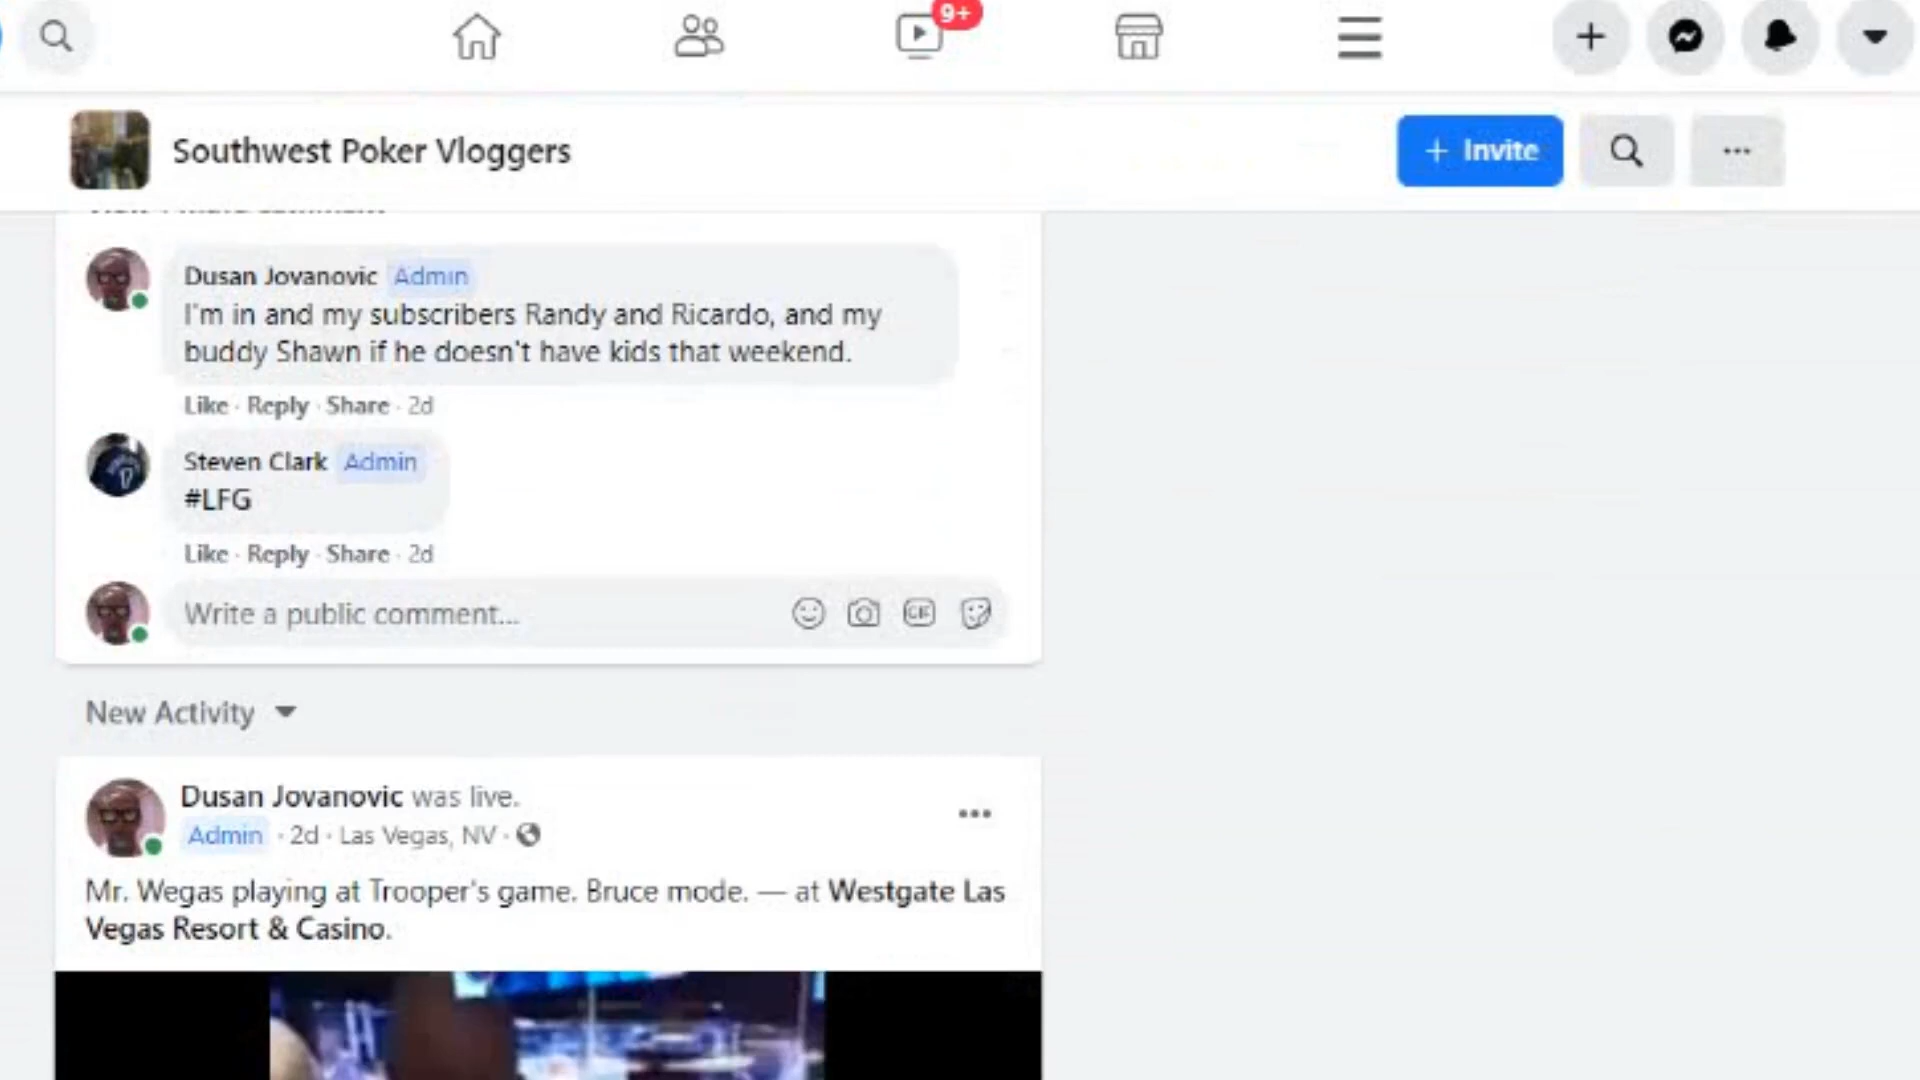 9+
Southwest Poker Vloggers
+ Invite
Dusan Jovanovic Admin
I'm in and my subscribers Randy and Ricardo, and my
buddy Shawn if he doesn't have kids that weekend.
Like · Reply · Share · 2d
Steven Clark Admin
#LFG
Like · Reply · Share · 2d
Write a public comment...
GIF
New Activity
Dusan Jovanovic was live.
Admin · 2d · Las Vegas, NV ·
Mr. Wegas playing at Trooper's game. Bruce mode. — at Westgate Las
Vegas Resort & Casino.